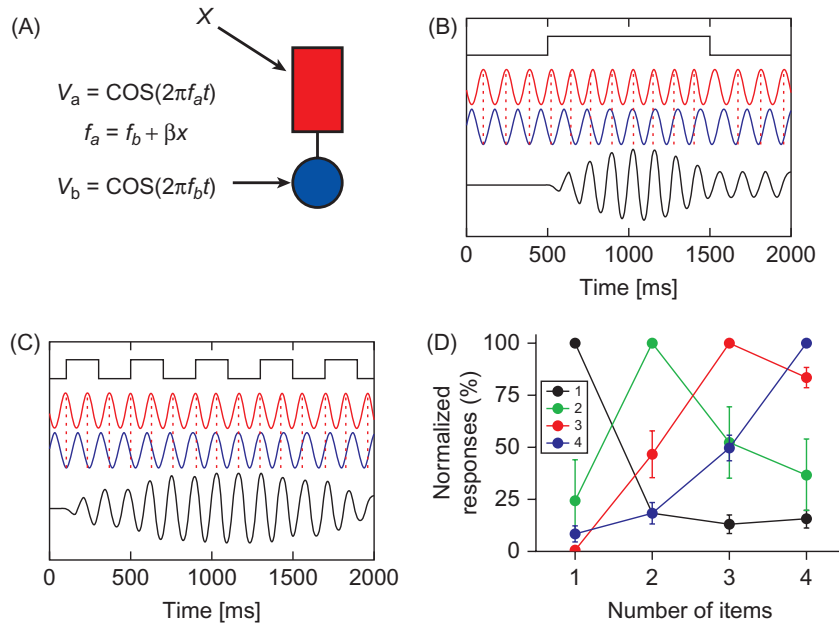 (A)
X
V_a = COS(2πf_a t)
f_a = f_b + βx
V_b = COS(2πf_b t)
(B)
0 500 1000 1500 2000
Time [ms]
(C)
0 500 1000 1500 2000
Time [ms]
(D)
100
75
50
25
0
Normalized
responses (%)
1
2
3
4
1 2 3 4
Number of items